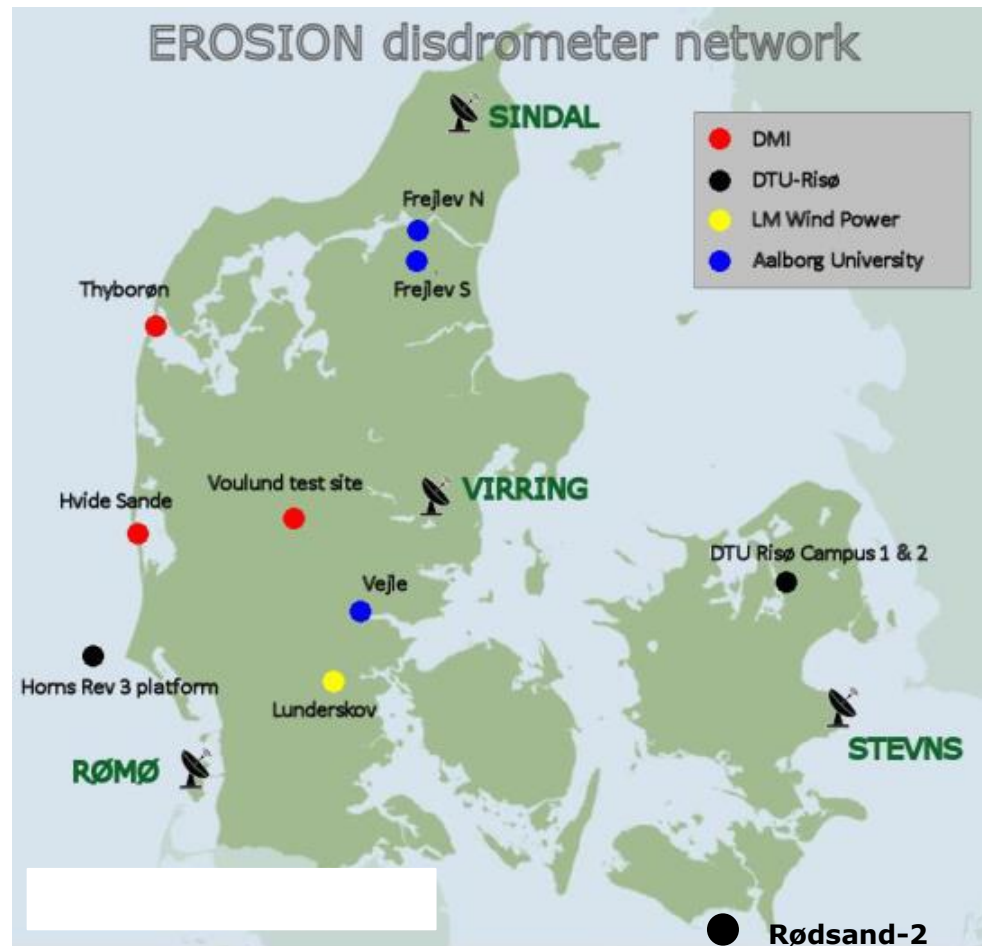 EROSION disdrometer network
SINDAL
DMI
DTU-Risø
LM Wind Power
Aalborg University
Frejlev N
Frejlev S
Thyborøn
Voulund test site
VIRRING
Hvide Sande
DTU Risø Campus 1 & 2
Vejle
Horns Rev 3 platform
Lunderskov
STEVNS
RØMØ
Rødsand-2